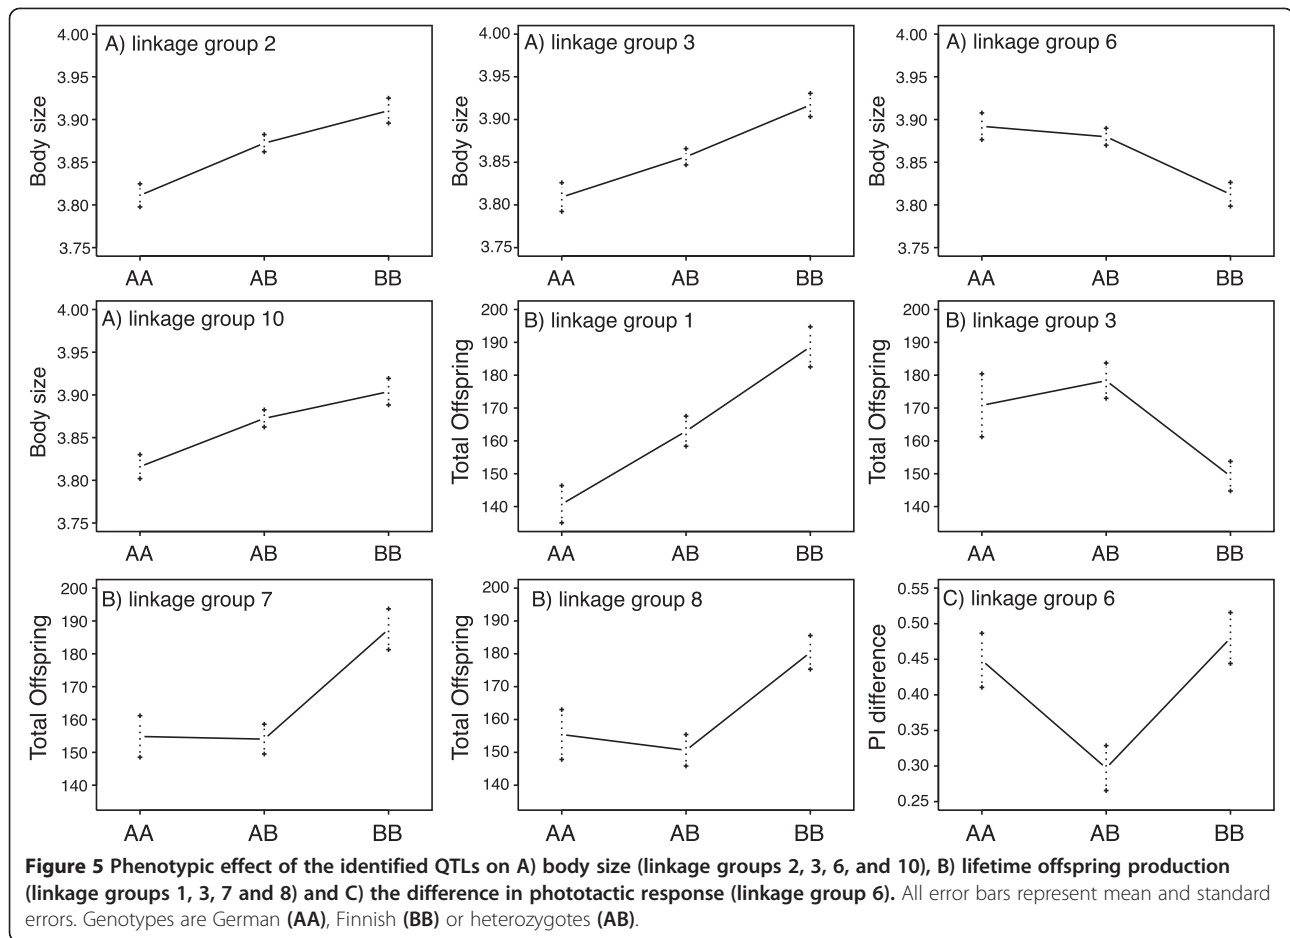 A) linkage group 2
4.00
3.95
3.90
3.85
3.80
3.75
Body size
AA AB BB
A) linkage group 3
4.00
3.95
3.90
3.85
3.80
3.75
Body size
AA AB BB
A) linkage group 6
4.00
3.95
3.90
3.85
3.80
3.75
Body size
AA AB BB
A) linkage group 10
4.00
3.95
3.90
3.85
3.80
3.75
Body size
AA AB BB
B) linkage group 1
200
190
180
170
160
150
140
Total Offspring
AA AB BB
B) linkage group 3
200
190
180
170
160
150
140
Total Offspring
AA AB BB
B) linkage group 7
200
190
180
170
160
150
140
Total Offspring
AA AB BB
B) linkage group 8
200
190
180
170
160
150
140
Total Offspring
AA AB BB
C) linkage group 6
0.55
0.50
0.45
0.40
0.35
0.30
0.25
PI difference
AA AB BB
Figure 5 Phenotypic effect of the identified QTLs on A) body size (linkage groups 2, 3, 6, and 10), B) lifetime offspring production
(linkage groups 1, 3, 7 and 8) and C) the difference in phototactic response (linkage group 6). All error bars represent mean and standard
errors. Genotypes are German (AA), Finnish (BB) or heterozygotes (AB).